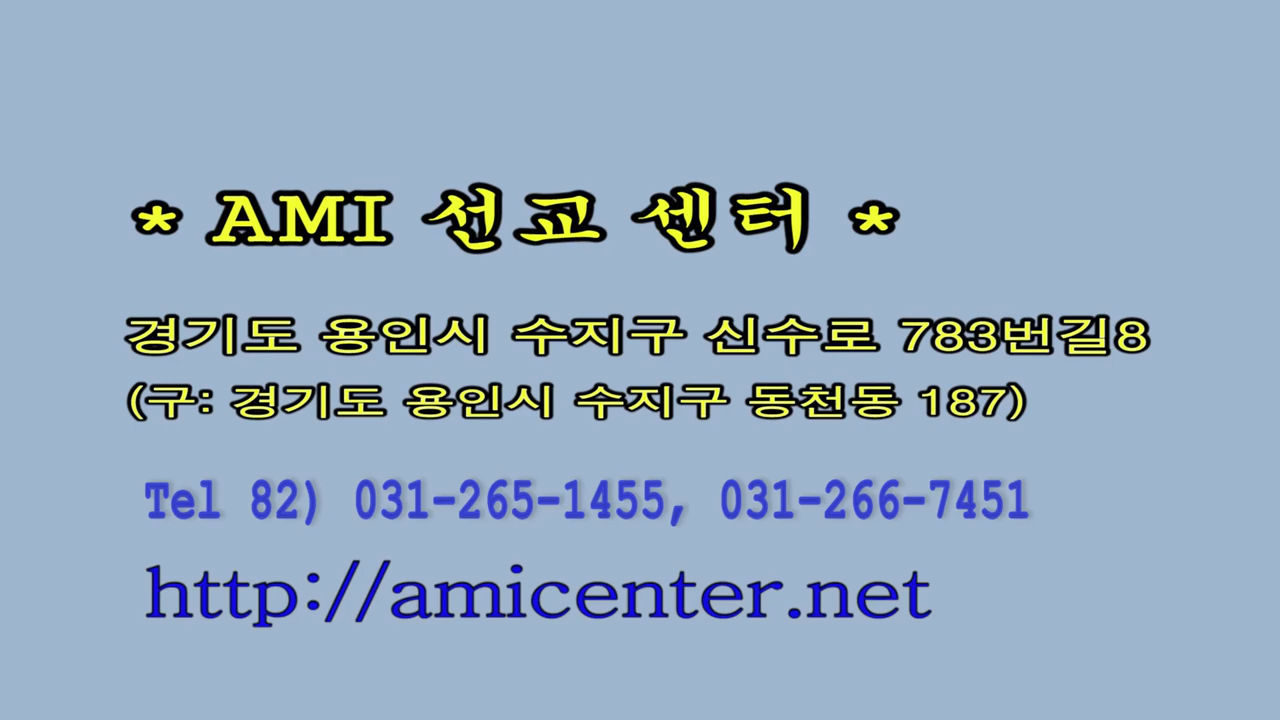 * AMI 선교 센터 *
경기도 용인시 수지구 신수로 783번길8
(구: 경기도 용인시 수지구 동천동 187)
Tel 82) 031-265-1455, 031-266-7451
http://amicenter.net